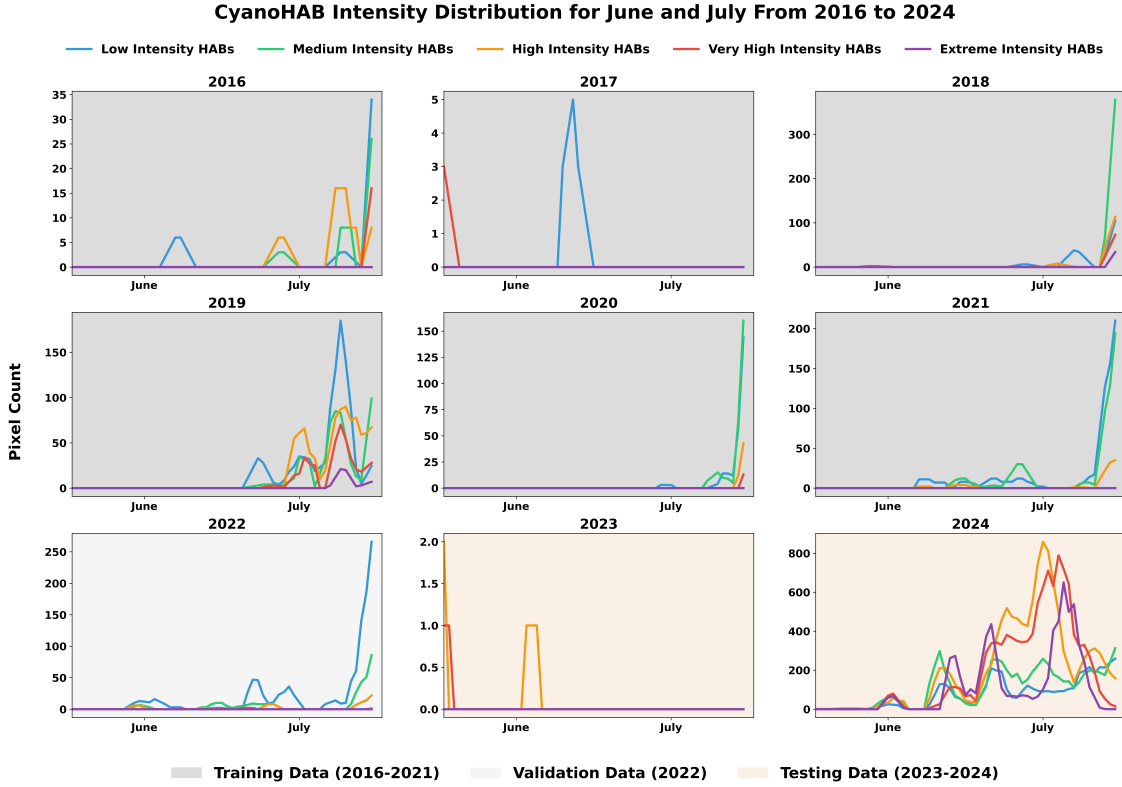 CyanoHAB Intensity Distribution for June and July From 2016 to 2024
Low Intensity HABs Medium Intensity HABs High Intensity HABs Very High Intensity HABs Extreme Intensity HABs
2016 2017 2018
35 30 25 20 15 10 5 0
5 4 3 2 1 0
300 200 100 0
June July June July June July
2019 2020 2021
150 100 50 0
150 125 100 75 50 25 0
200 150 100 50 0
June July June July June July
Pixel Count
2022 2023 2024
250 200 150 100 50 0
2.0 1.5 1.0 0.5 0.0
800 600 400 200 0
June July June July June July
Training Data (2016-2021) Validation Data (2022) Testing Data (2023-2024)